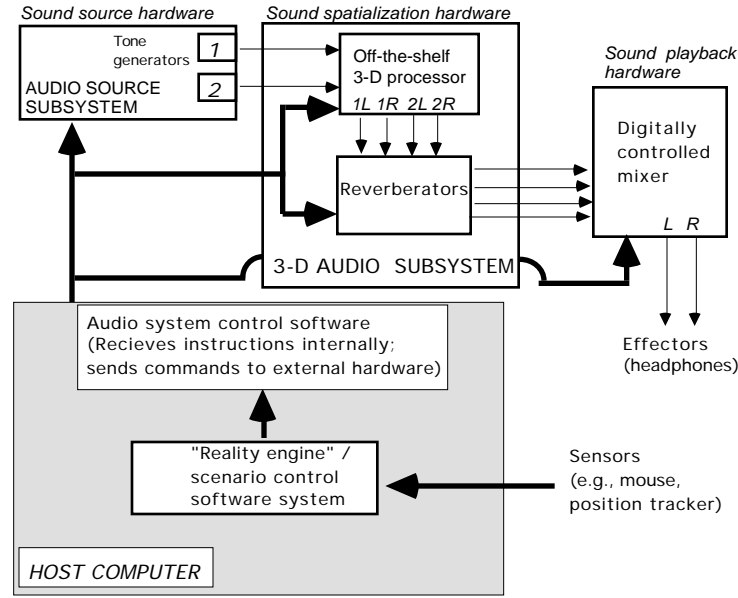 Sound source hardware
Sound spatialization hardware
Tone
generators
1
2
AUDIO SOURCE
SUBSYSTEM
Off-the-shelf
3-D processor
1L 1R 2L 2R
Reverberators
3-D AUDIO SUBSYSTEM
Sound playback
hardware
Digitally
controlled
mixer
L R
Effectors
(headphones)
Audio system control software
(Recieves instructions internally;
sends commands to external hardware)
"Reality engine" /
scenario control
software system
Sensors
(e.g., mouse,
position tracker)
HOST COMPUTER